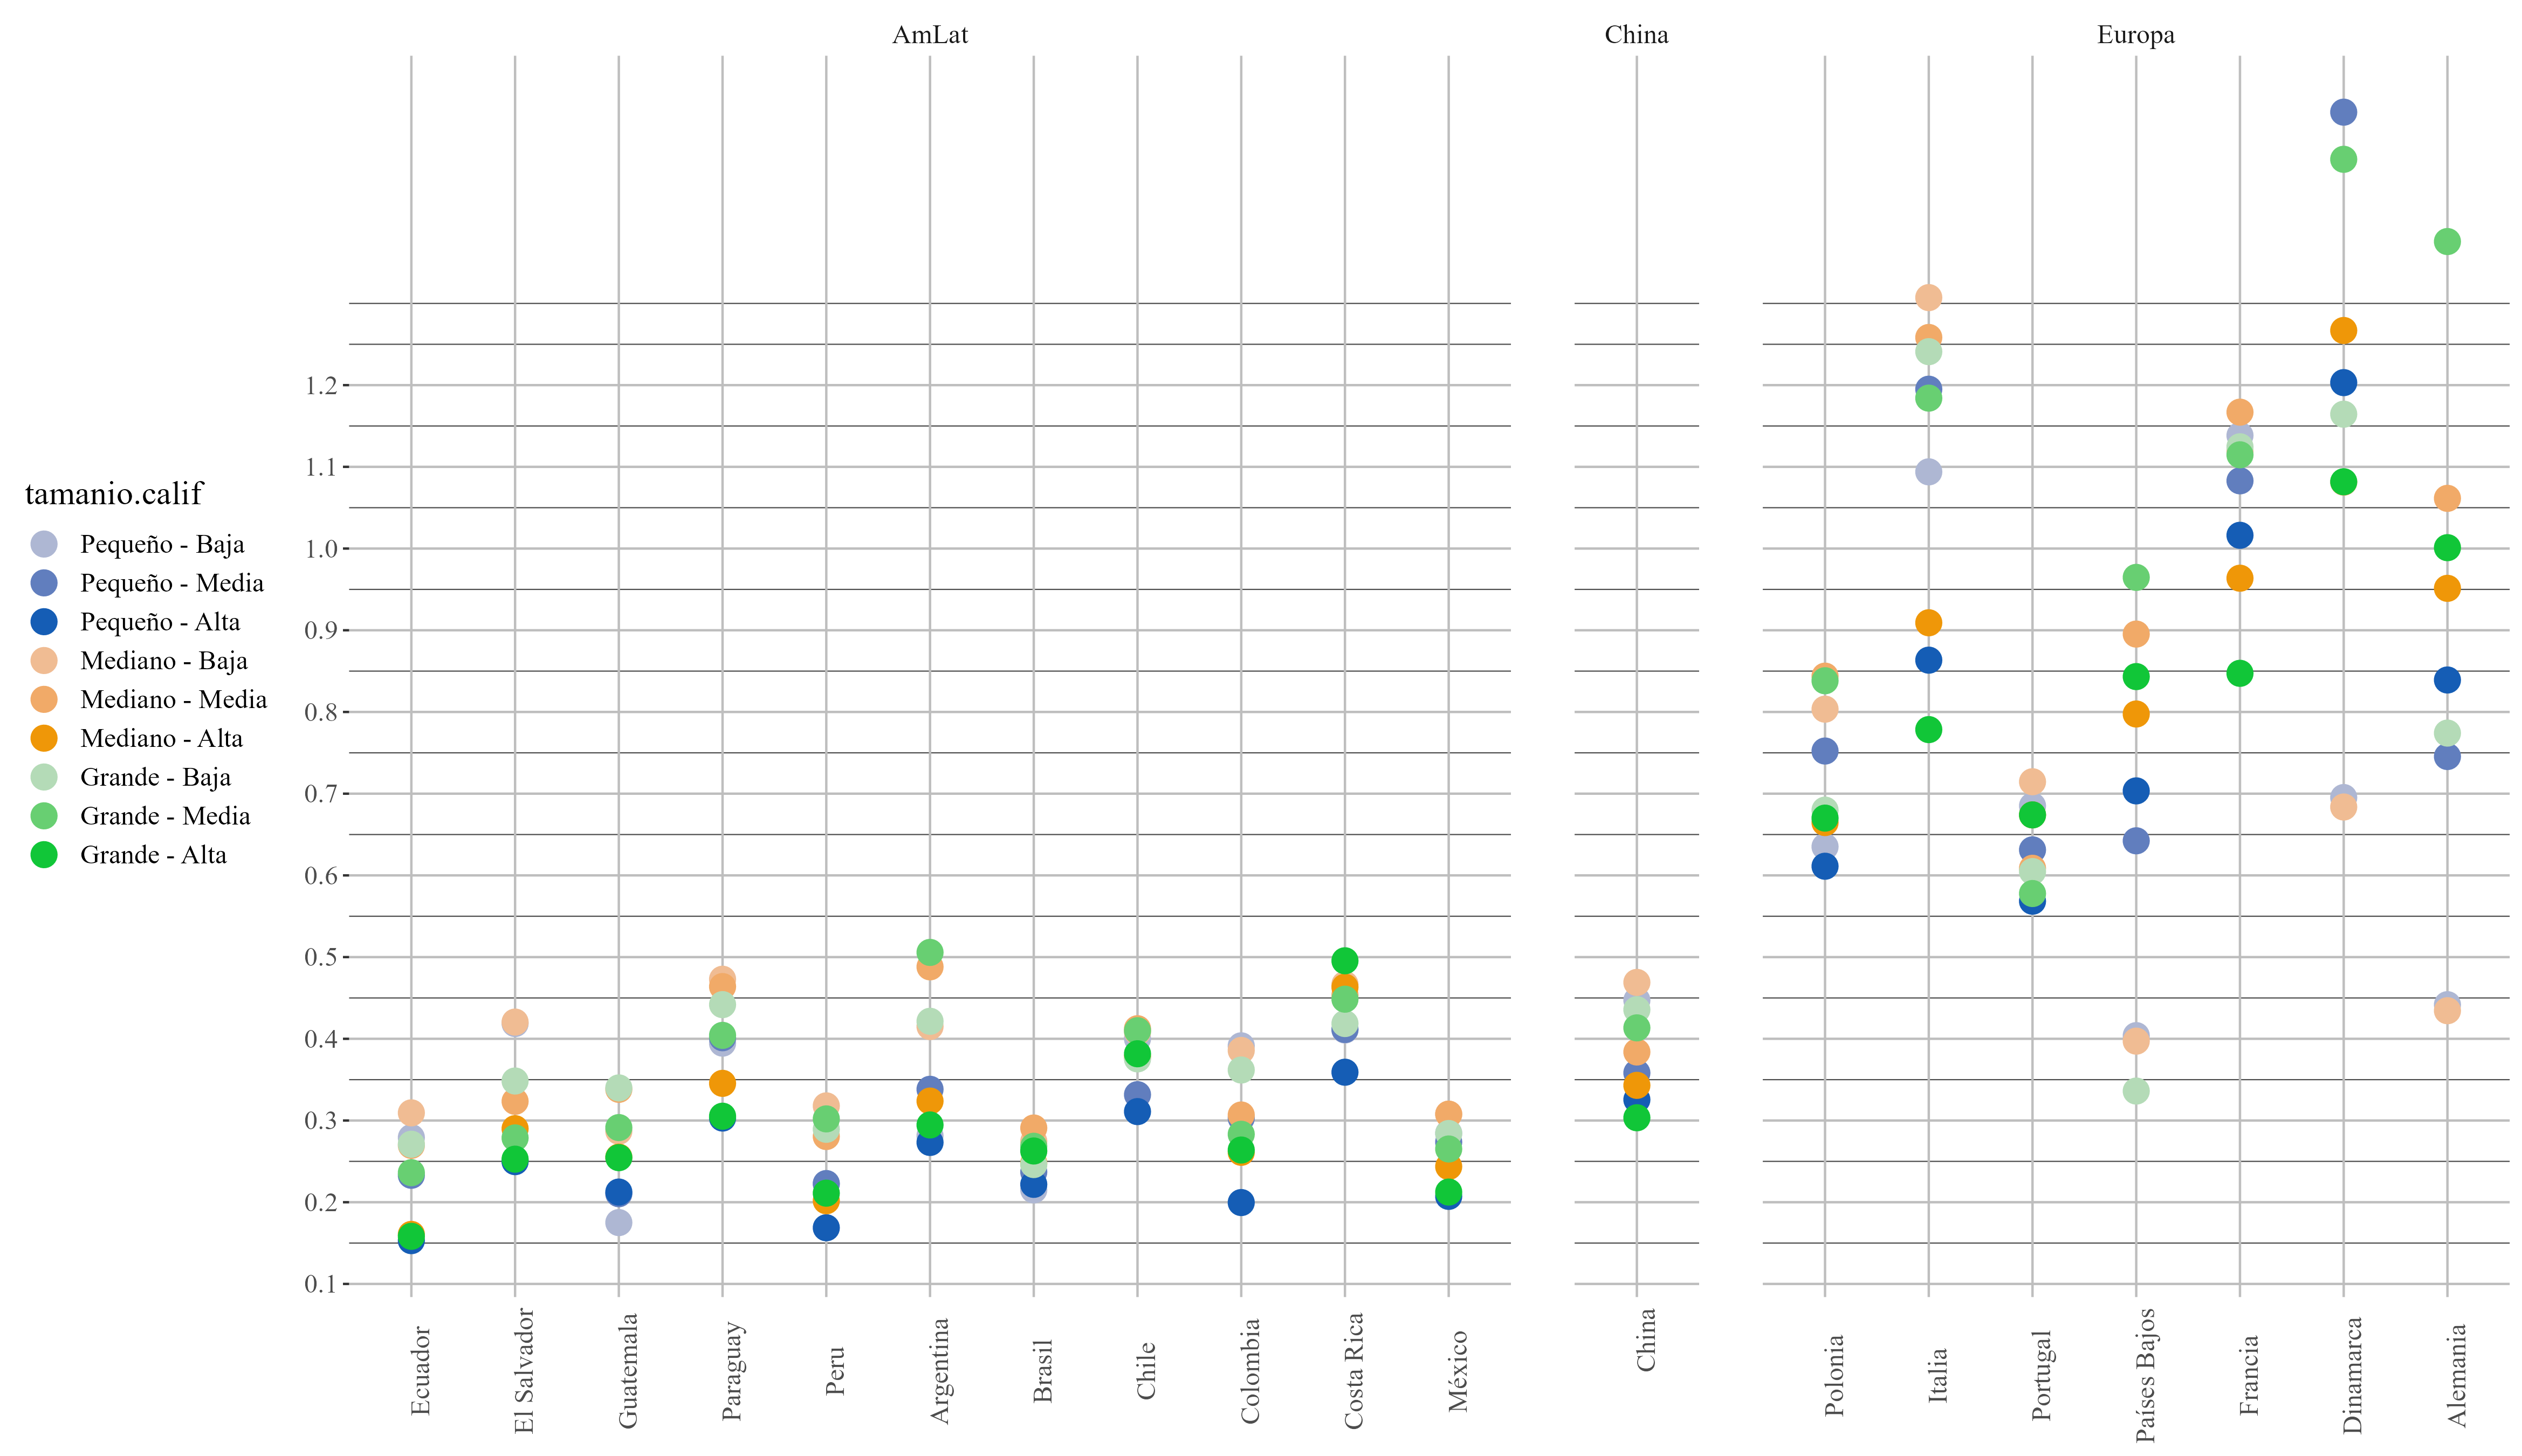 AmLat
China
Europa
1.2
1.1
1.0
0.9
0.8
0.7
0.6
0.5
0.4
0.3
0.2
0.1
tamanio.calif
Pequeño - Baja
Pequeño - Media
Pequeño - Alta
Mediano - Baja
Mediano - Media
Mediano - Alta
Grande - Baja
Grande - Media
Grande - Alta
Ecuador
El Salvador
Guatemala
Paraguay
Peru
Argentina
Brasil
Chile
Colombia
Costa Rica
México
China
Polonia
Italia
Portugal
Países Bajos
Francia
Dinamarca
Alemania